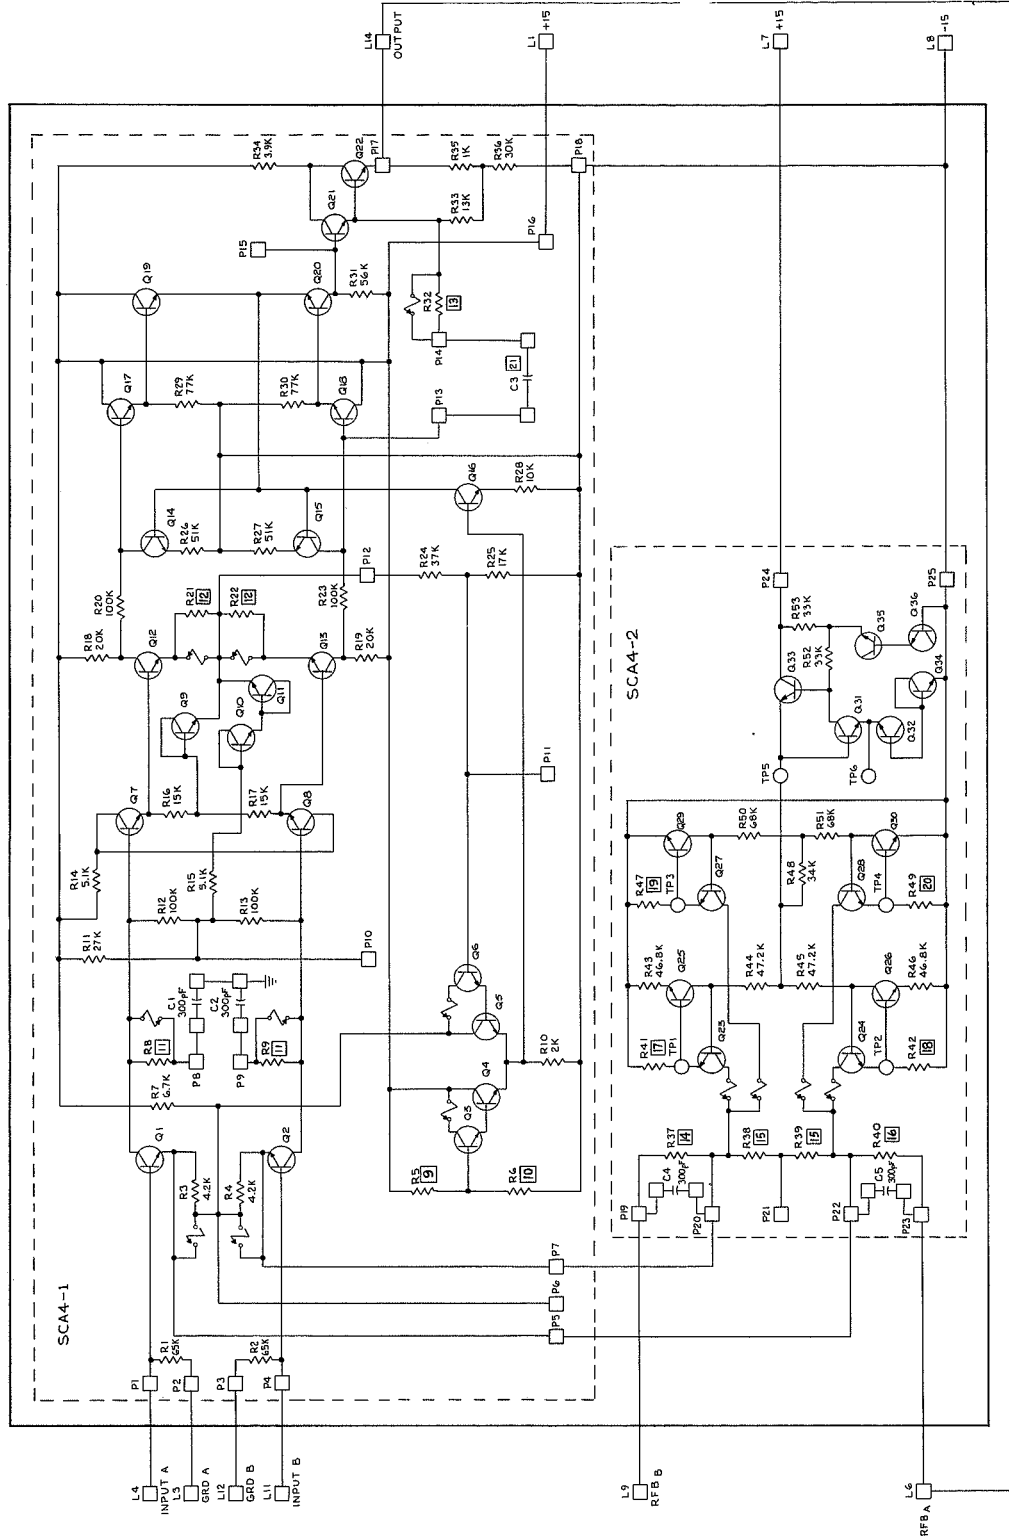 L14
OUTPUT
L1
+15
L7
+15
L8
-15
SCA4-1
L4
INPUT A
L3
GRD A
L12
GRD B
L11
INPUT B
P1
P2
P3
P4
R1
65K
R2
65K
P5
P6
P7
Q1
Q2
R3
4.2K
R4
4.2K
R5
9
R6
10
R7
6.7K
R8
11
R9
11
P8
P9
C1
300pF
C2
300pF
Q3
Q4
Q5
Q6
R10
2K
R11
27K
P10
R12
100K
R13
100K
R14
5.1K
R15
5.1K
Q7
R16
15K
R17
15K
Q8
P11
Q9
Q10
Q11
R18
20K
Q12
Q13
R19
20K
R20
100K
R21
12
R22
12
R23
100K
P12
R24
37K
R25
17K
Q14
R26
51K
R27
51K
Q15
Q16
R28
10K
Q17
R29
77K
R30
77K
Q18
P13
C3
21
P14
R32
13
Q19
Q20
R31
56K
P15
P16
Q21
Q22
R33
13K
R34
3.9K
P17
R35
1K
R36
30K
P18
SCA4-2
L9
RFB B
L6
RFB A
P19
C4
300pF
P20
P21
P22
C5
300pF
P23
R37
14
R38
15
R39
15
R40
16
R41
17
TP1
Q23
Q24
TP2
R42
18
R43
46.8K
Q25
R44
47.2K
R45
47.2K
Q26
R46
46.8K
R47
19
TP3
Q27
R48
34K
Q28
TP4
R49
20
Q29
R50
68K
R51
68K
Q30
TP5
TP6
Q31
Q32
Q33
Q34
R52
33K
R53
33K
Q35
Q36
P24
P25